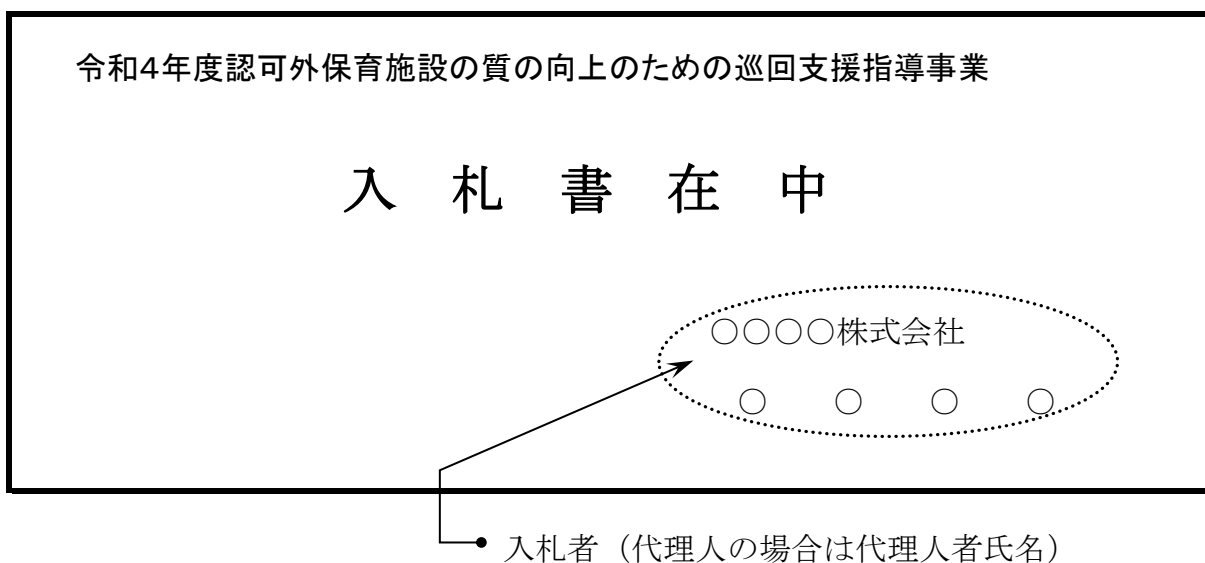 令和４年度認可外保育施設の質の向上のための巡回支援指導事業
入 札 書 在 中
○○○○株式会社
○ ○ ○ ○
入札者（代理人の場合は代理人者氏名）